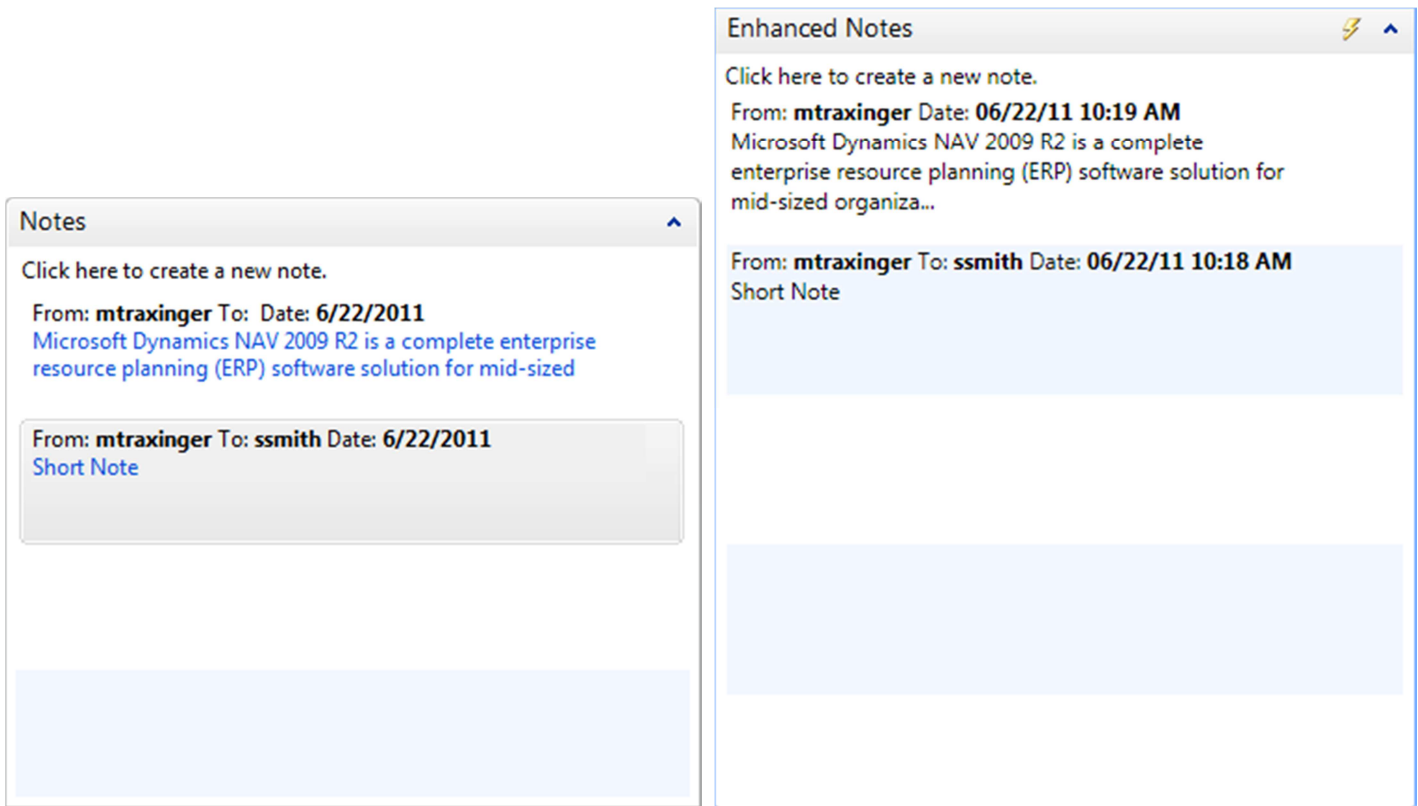 Notes
Click here to create a new note.
From: mtraxinger To:  Date: 6/22/2011
Microsoft Dynamics NAV 2009 R2 is a complete enterprise
resource planning (ERP) software solution for mid-sized
From: mtraxinger To: ssmith Date: 6/22/2011
Short Note
Enhanced Notes
Click here to create a new note.
From: mtraxinger Date: 06/22/11 10:19 AM
Microsoft Dynamics NAV 2009 R2 is a complete
enterprise resource planning (ERP) software solution for
mid-sized organiza...
From: mtraxinger To: ssmith Date: 06/22/11 10:18 AM
Short Note